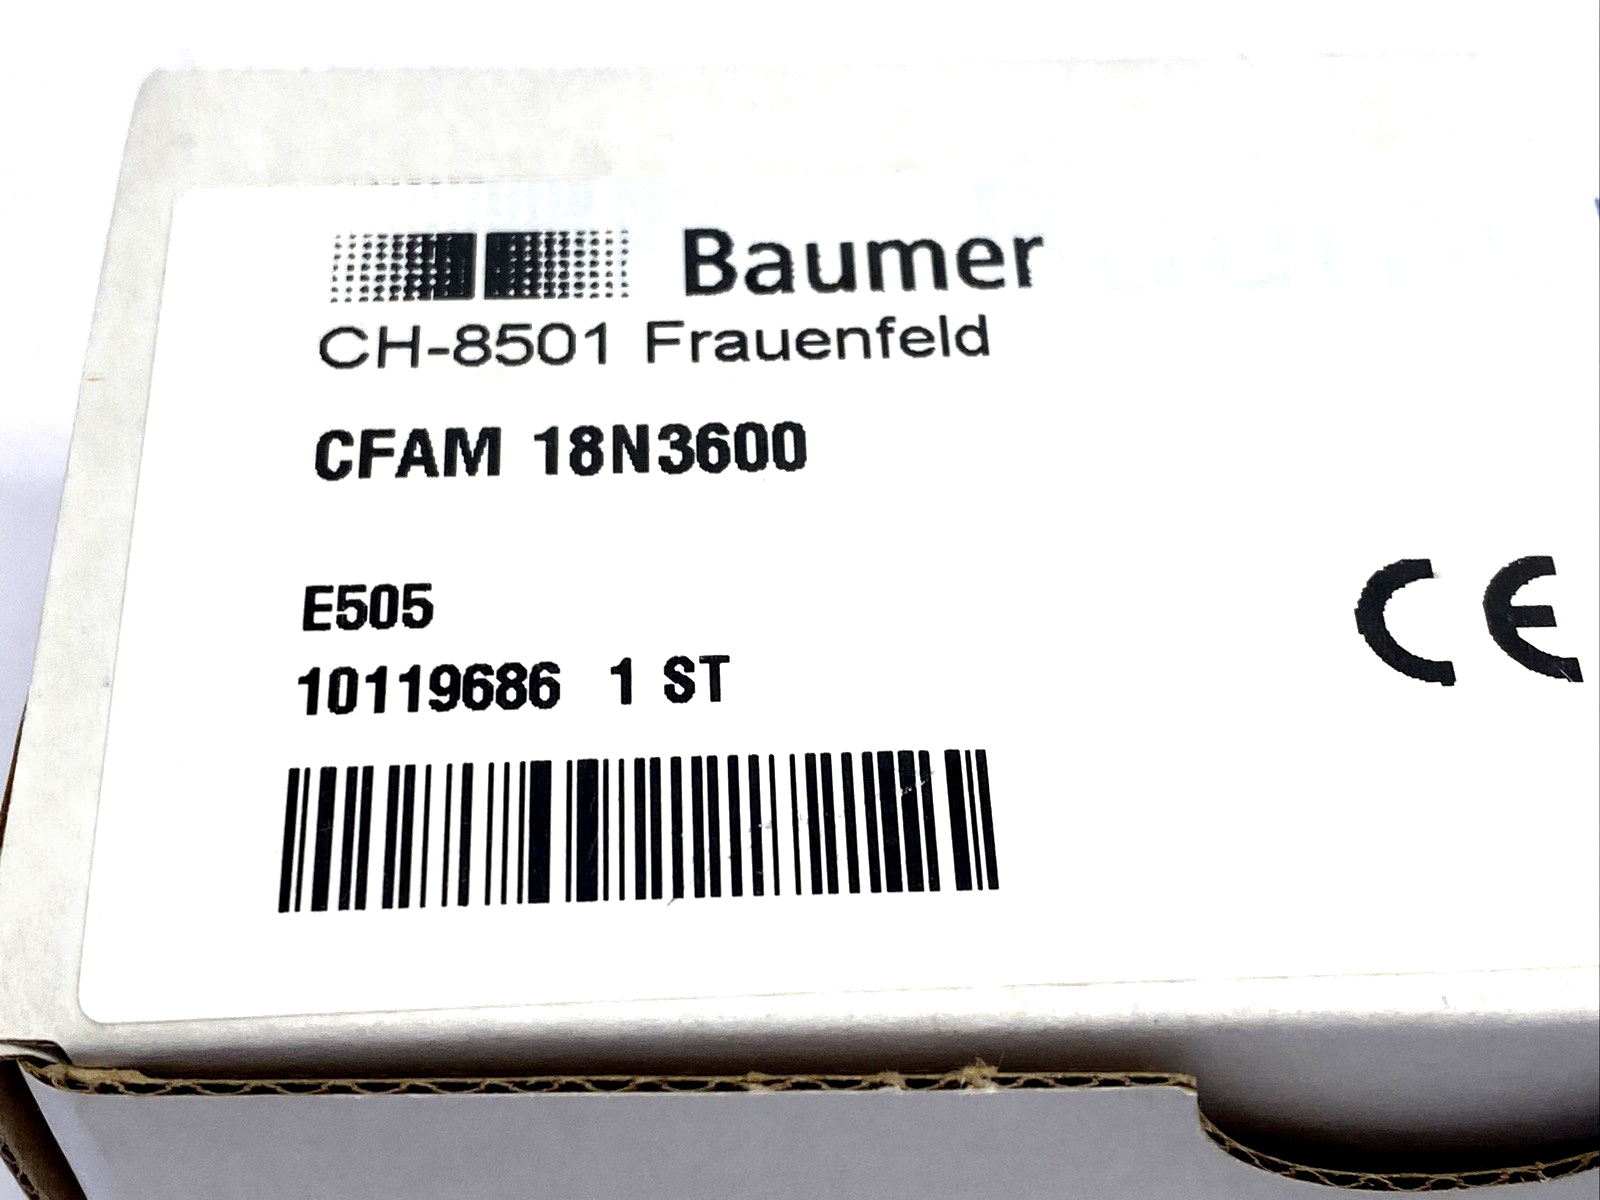 Baumer
CH-8501 Frauenfeld
CFAM 18N3600
E505
10119686 1 ST
CE